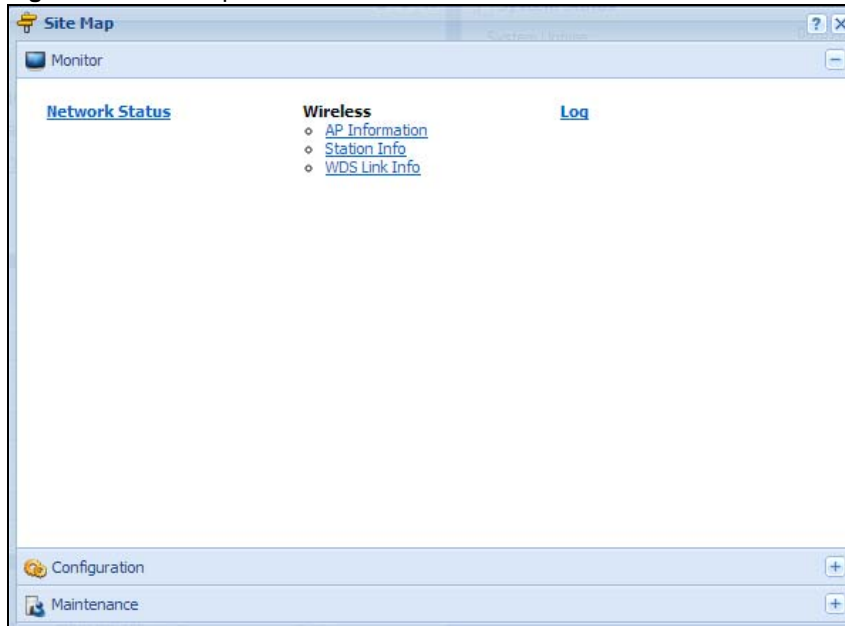 Site Map
Monitor
Network Status
Wireless
AP Information
Station Info
WDS Link Info
Log
Configuration
Maintenance